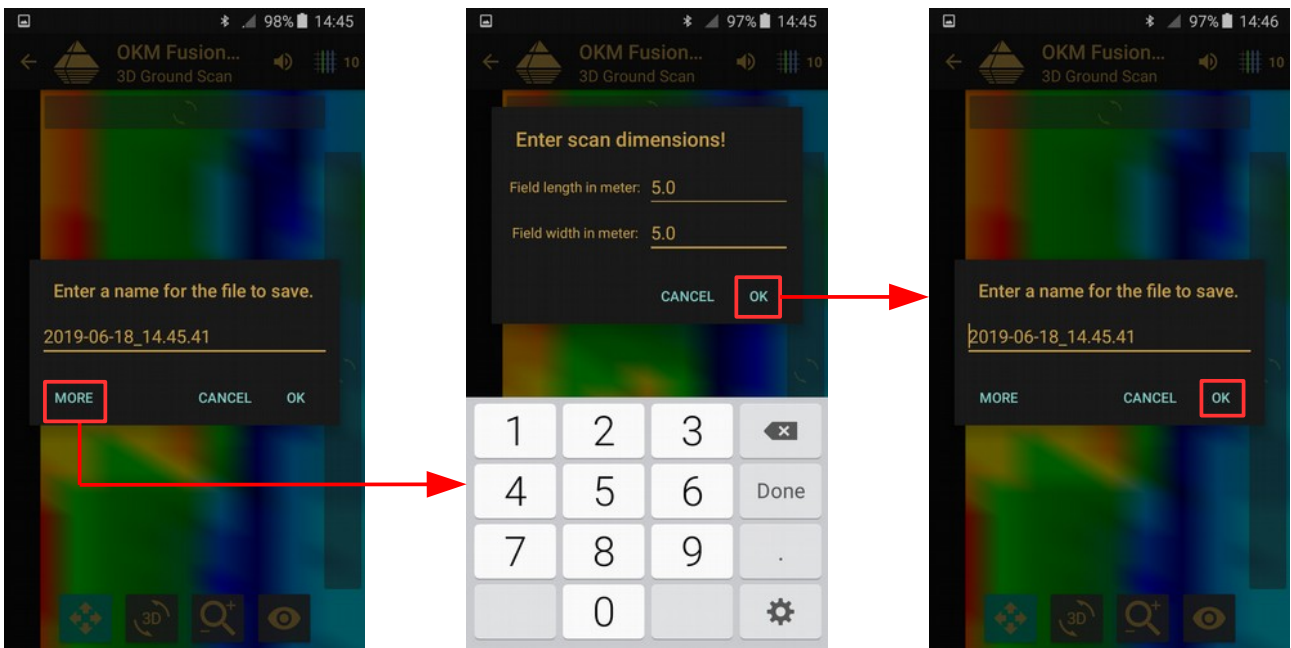 98% 14:45
OKM Fusion...
3D Ground Scan
10
Enter a name for the file to save.
2019-06-18_14.45.41
MORE CANCEL OK
3D
97% 14:45
OKM Fusion...
3D Ground Scan
10
Enter scan dimensions!
Field length in meter: 5.0
Field width in meter: 5.0
CANCEL OK
1 2 3
4 5 6 Done
7 8 9 .
0
97% 14:46
OKM Fusion...
3D Ground Scan
10
Enter a name for the file to save.
2019-06-18_14.45.41
MORE CANCEL OK
3D